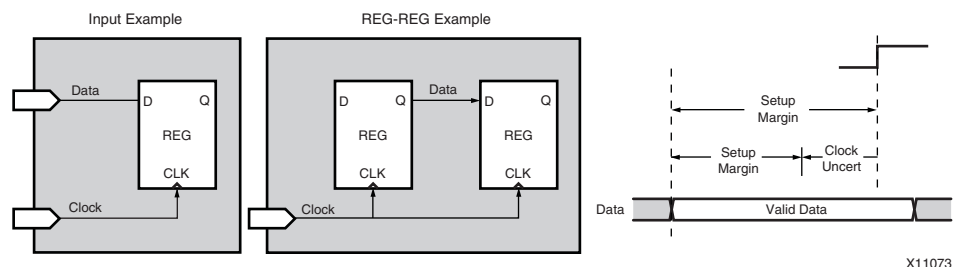 Input Example
Data
D Q
REG
CLK
Clock
REG-REG Example
D Q
Data
D Q
REG
REG
CLK
CLK
Clock
Setup
Margin
Setup
Margin
Clock
Uncert
Data
Valid Data
X11073